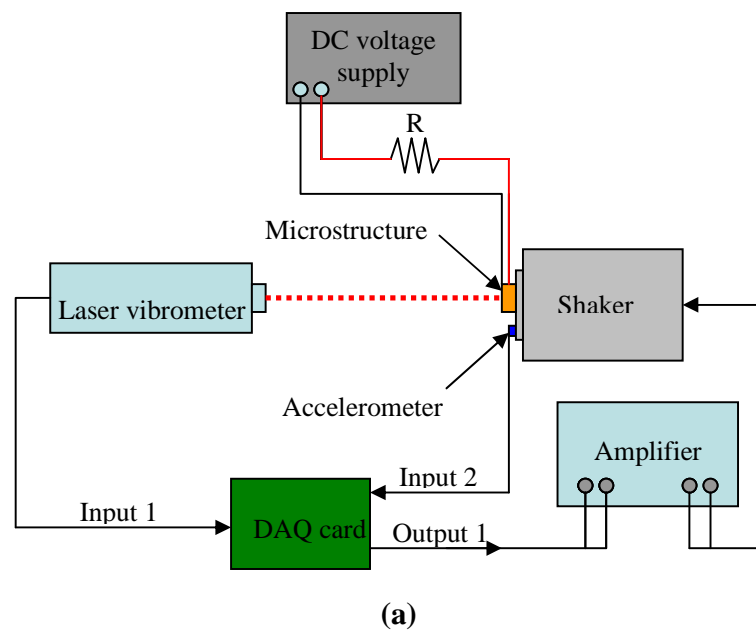 DC voltage
supply
R
Microstructure
Laser vibrometer
Shaker
Accelerometer
Amplifier
Input 2
Input 1
DAQ card
Output 1
(a)